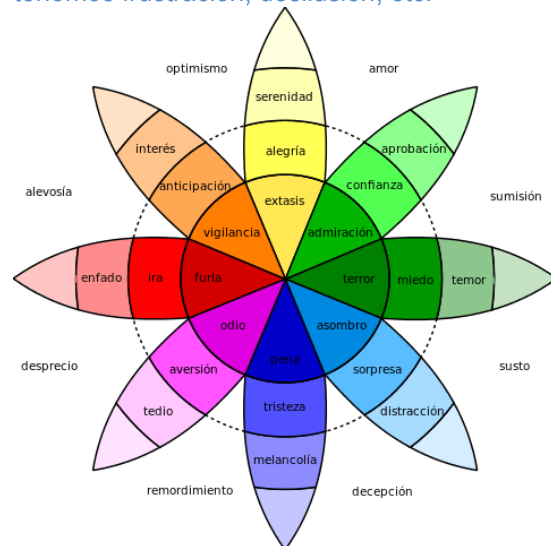 optimismo
amor
serenidad
interés
alegría
aprobación
anticipación
confianza
alevosía
extasis
sumisión
vigilancia
admiración
enfado
ira
furia
terror
miedo
temor
odio
asombro
desprecio
pena
susto
aversión
sorpresa
tedio
tristeza
distracción
melancolía
remordimiento
decepción